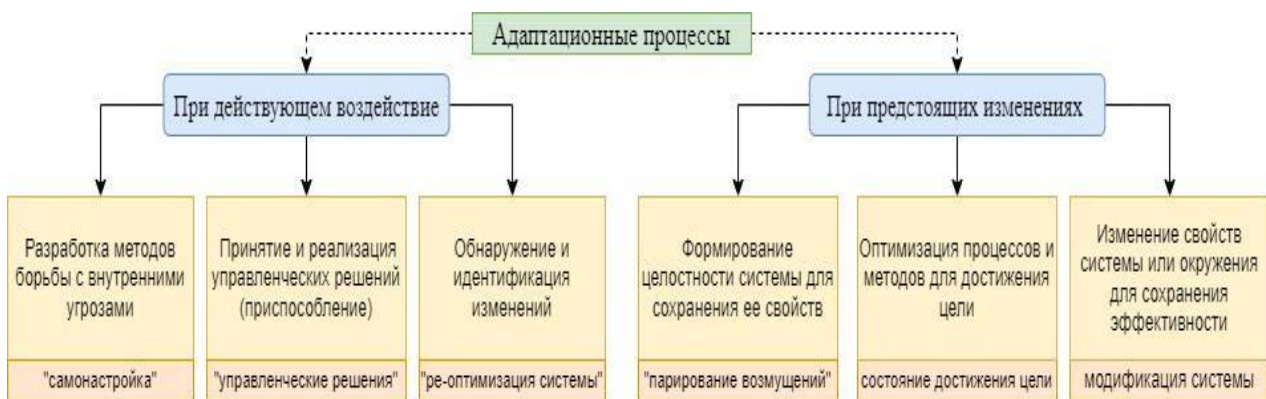 Адаптационные процессы
При действующем воздействие
При предстоящих изменениях
Разработка методов
борьбы с внутренними
угрозами
"самонастройка"
Принятие и реализация
управленческих решений
(приспособление)
"управленческие решения"
Обнаружение и
идентификация
изменений
"ре-оптимизация системы"
Формирование
целостности системы для
сохранения ее свойств
"парирование возмущений"
Оптимизация процессов и
методов для достижения
цели
состояние достижения цели
Изменение свойств
системы или окружения
для сохранения
эффективности
модификация системы